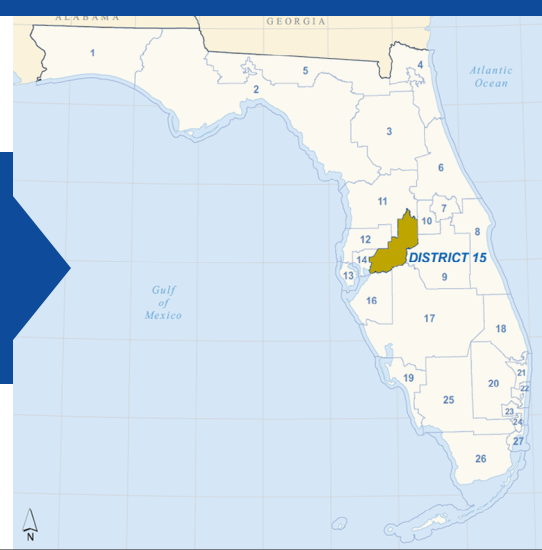 ALABAMA
GEORGIA
1
5
4
2
Atlantic
Ocean
3
6
11
7
10
8
12
14
DISTRICT 15
13
9
Gulf
of
Mexico
16
17
18
19
21
20
22
25
23
24
27
26
N